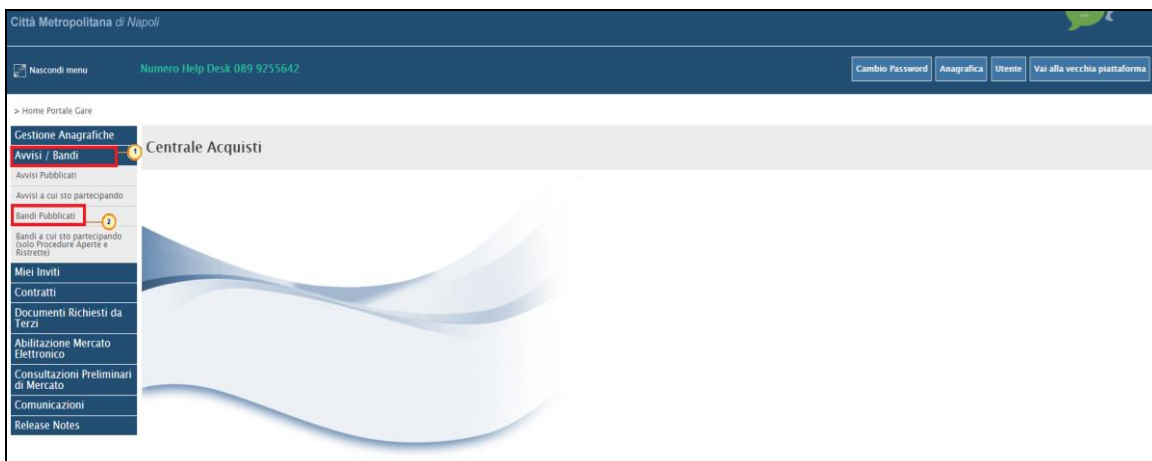 Città Metropolitana di Napoli
Nascondi menu
Numero Help Desk 089 9255642
Cambio Password
Anagrafica
Utente
Vai alla vecchia piattaforma
> Home Portale Gare
Gestione Anagrafiche
Avvisi / Bandi
1
Centrale Acquisti
Avvisi Pubblicati
Avvisi a cui sto partecipando
Bandi Pubblicati
2
Bandi a cui sto partecipando
(solo Procedure Aperte e
Ristrette)
Miei Inviti
Contratti
Documenti Richiesti da
Terzi
Abilitazione Mercato
Elettronico
Consultazioni Preliminari
di Mercato
Comunicazioni
Release Notes